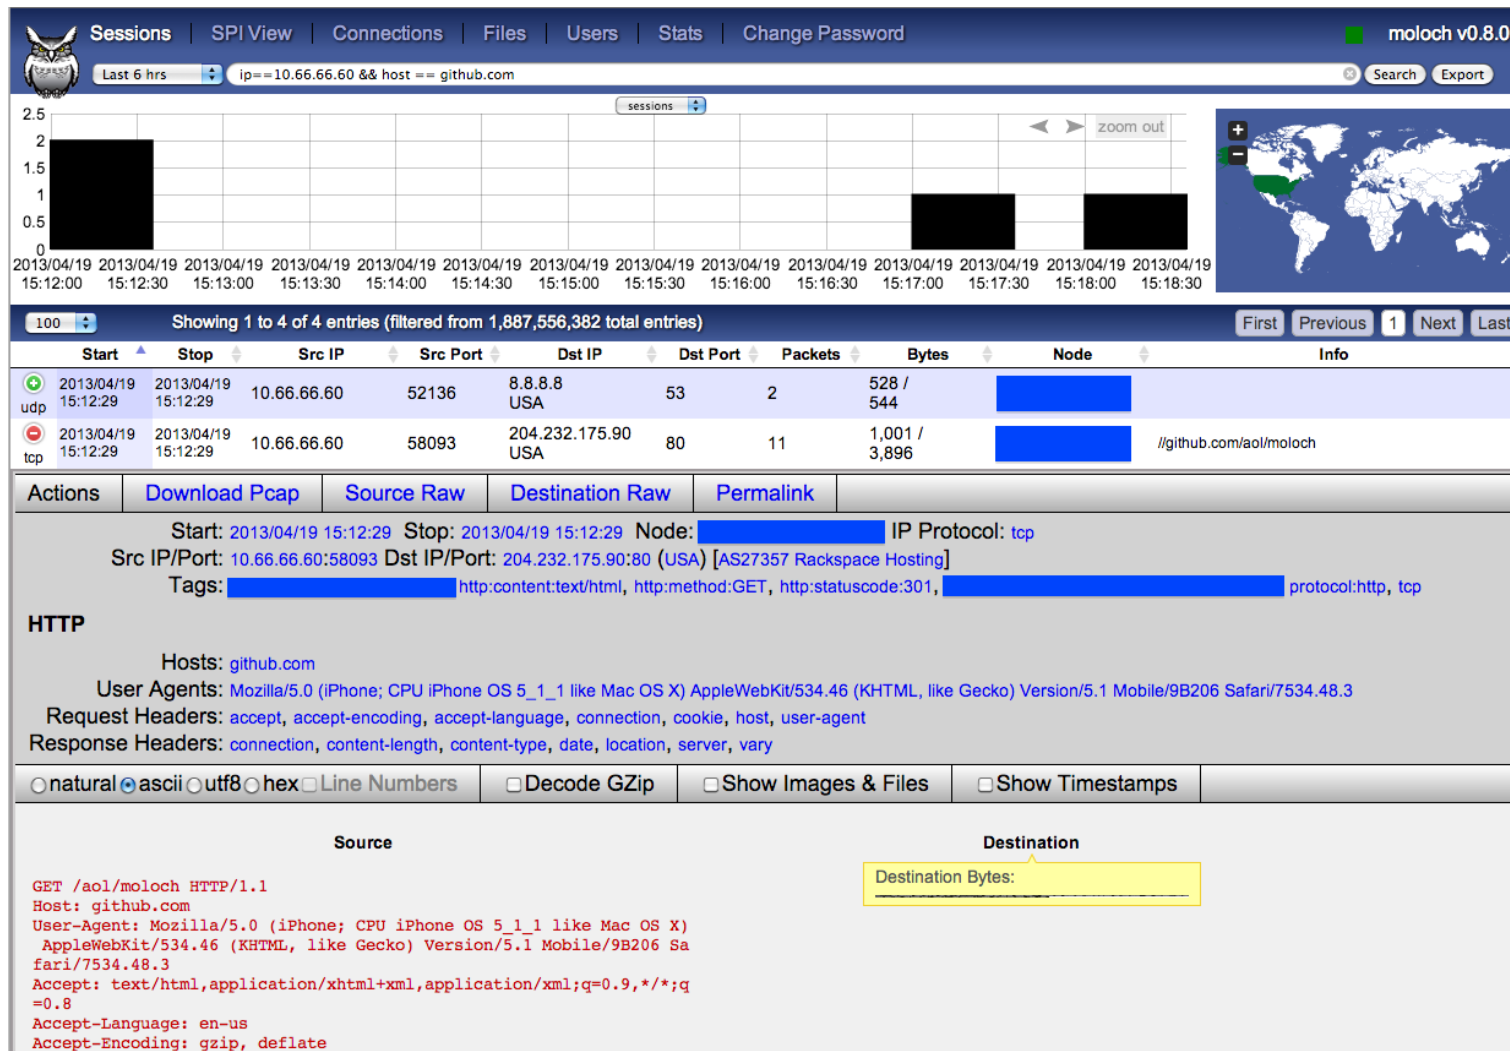 Sessions SPI View Connections Files Users Stats Change Password moloch v0.8.0
Last 6 hrs ip==10.66.66.60 && host == github.com Search Export
sessions
zoom out
+
−
2.5
2
1.5
1
0.5
0
2013/04/19 2013/04/19 2013/04/19 2013/04/19 2013/04/19 2013/04/19 2013/04/19 2013/04/19 2013/04/19 2013/04/19 2013/04/19 2013/04/19 2013/04/19 2013/04/19
15:12:00 15:12:30 15:13:00 15:13:30 15:14:00 15:14:30 15:15:00 15:15:30 15:16:00 15:16:30 15:17:00 15:17:30 15:18:00 15:18:30
100 Showing 1 to 4 of 4 entries (filtered from 1,887,556,382 total entries) First Previous 1 Next Last
Start Stop Src IP Src Port Dst IP Dst Port Packets Bytes Node Info
udp 2013/04/19 15:12:29 2013/04/19 15:12:29 10.66.66.60 52136 8.8.8.8 USA 53 2 528 / 544
tcp 2013/04/19 15:12:29 2013/04/19 15:12:29 10.66.66.60 58093 204.232.175.90 USA 80 11 1,001 / 3,896 //github.com/aol/moloch
Actions Download Pcap Source Raw Destination Raw Permalink
Start: 2013/04/19 15:12:29 Stop: 2013/04/19 15:12:29 Node: IP Protocol: tcp
Src IP/Port: 10.66.66.60:58093 Dst IP/Port: 204.232.175.90:80 (USA) [AS27357 Rackspace Hosting]
Tags: http:content:text/html, http:method:GET, http:statuscode:301, protocol:http, tcp
HTTP
Hosts: github.com
User Agents: Mozilla/5.0 (iPhone; CPU iPhone OS 5_1_1 like Mac OS X) AppleWebKit/534.46 (KHTML, like Gecko) Version/5.1 Mobile/9B206 Safari/7534.48.3
Request Headers: accept, accept-encoding, accept-language, connection, cookie, host, user-agent
Response Headers: connection, content-length, content-type, date, location, server, vary
natural ascii utf8 hex Line Numbers Decode GZip Show Images & Files Show Timestamps
Source Destination
Destination Bytes:
GET /aol/moloch HTTP/1.1
Host: github.com
User-Agent: Mozilla/5.0 (iPhone; CPU iPhone OS 5_1_1 like Mac OS X)
AppleWebKit/534.46 (KHTML, like Gecko) Version/5.1 Mobile/9B206 Sa
fari/7534.48.3
Accept: text/html,application/xhtml+xml,application/xml;q=0.9,*/*;q
=0.8
Accept-Language: en-us
Accept-Encoding: gzip, deflate